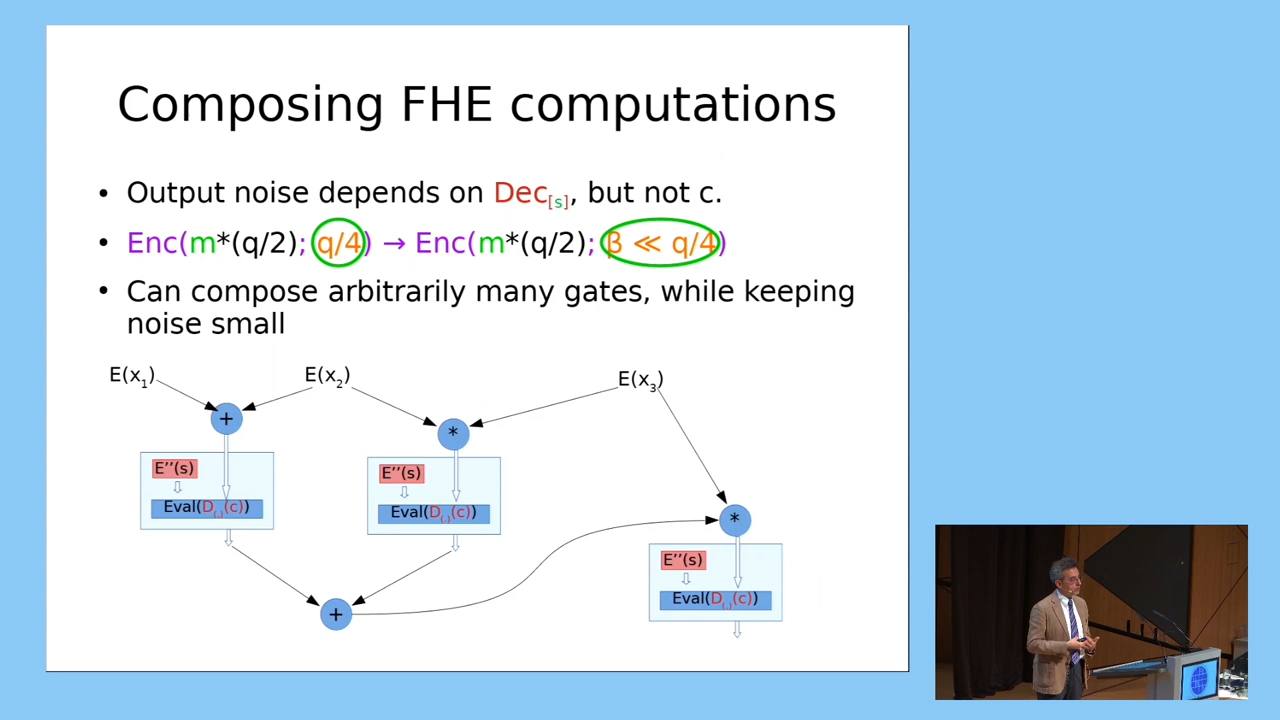 Composing FHE computations
• Output noise depends on Dec[s], but not c.
• Enc(m*(q/2); q/4) → Enc(m*(q/2); β ≪ q/4)
• Can compose arbitrarily many gates, while keeping
noise small
E(x1) E(x2) E(x3)
+
*
E’’(s)
Eval(D(.)(c))
E’’(s)
Eval(D(.)(c))
*
E’’(s)
Eval(D(.)(c))
+